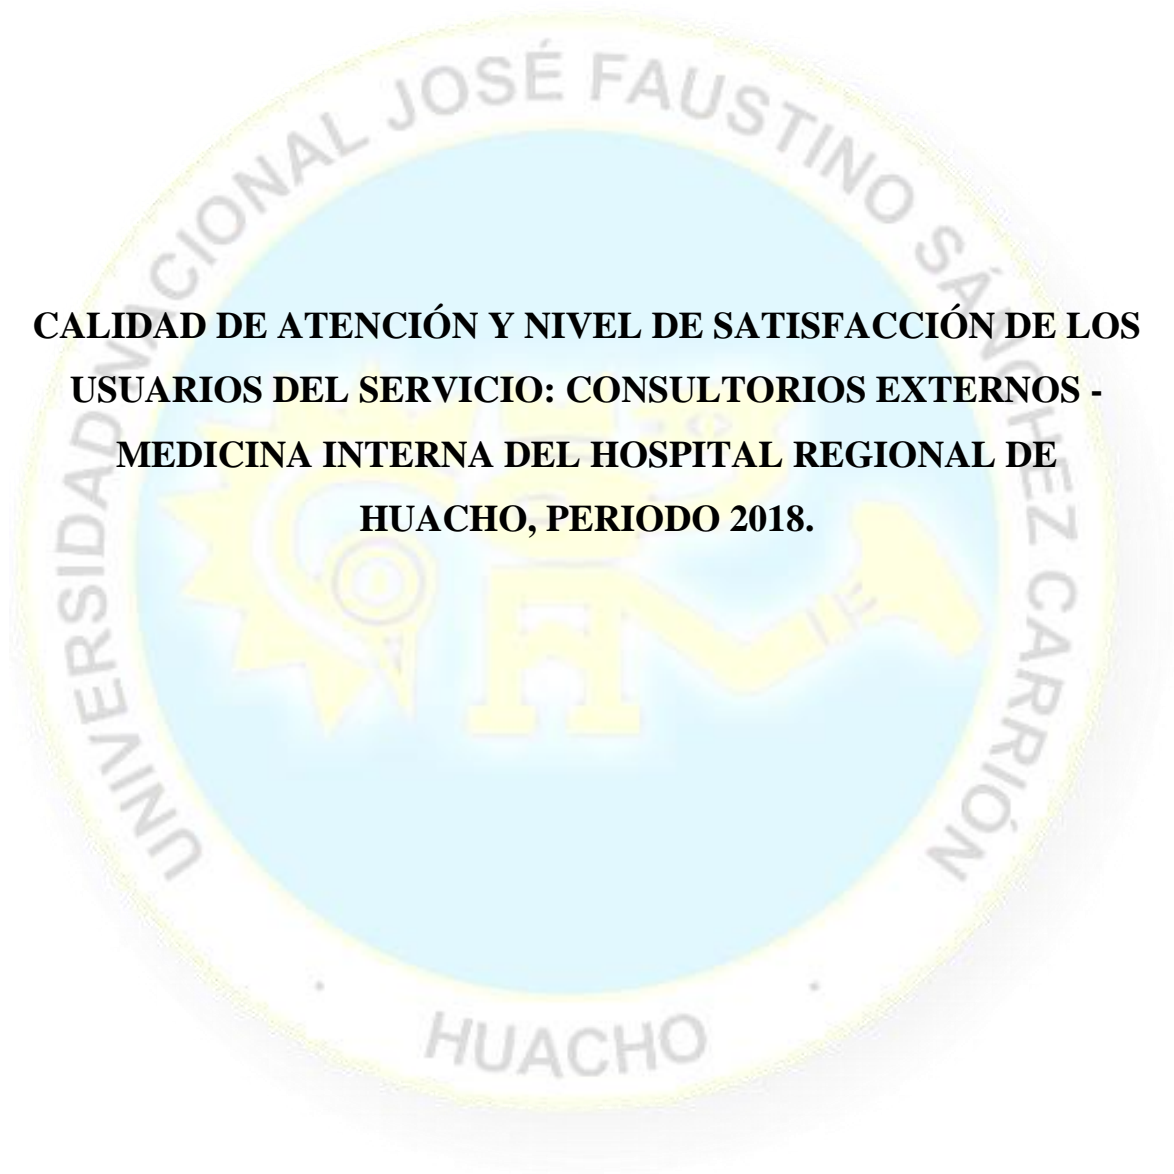 UNIVERSIDAD NACIONAL JOSÉ FAUSTINO SÁNCHEZ CARRIÓN
CALIDAD DE ATENCIÓN Y NIVEL DE SATISFACCIÓN DE LOS
USUARIOS DEL SERVICIO: CONSULTORIOS EXTERNOS -
MEDICINA INTERNA DEL HOSPITAL REGIONAL DE
HUACHO, PERIODO 2018.
HUACHO